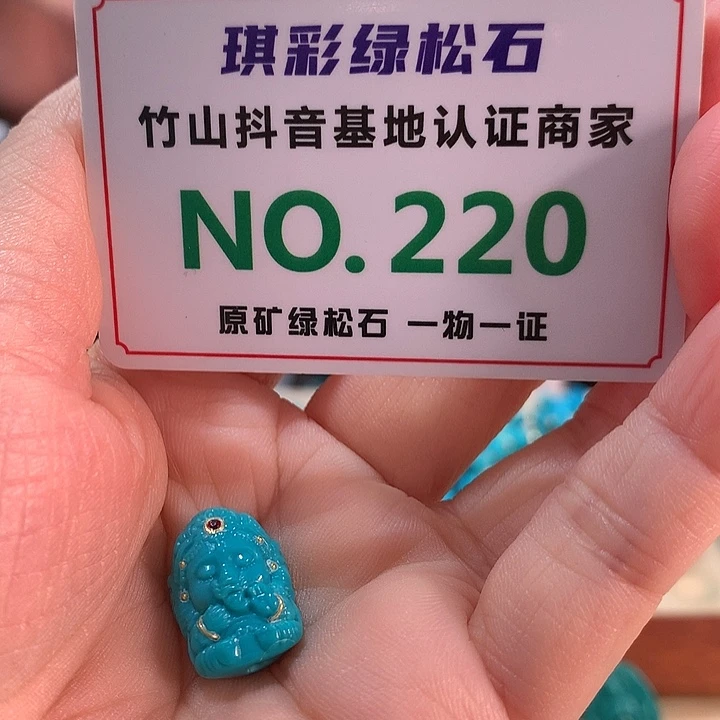 琪彩绿松石
竹山抖音基地认证商家
NO.220
原矿绿松石 一物一证